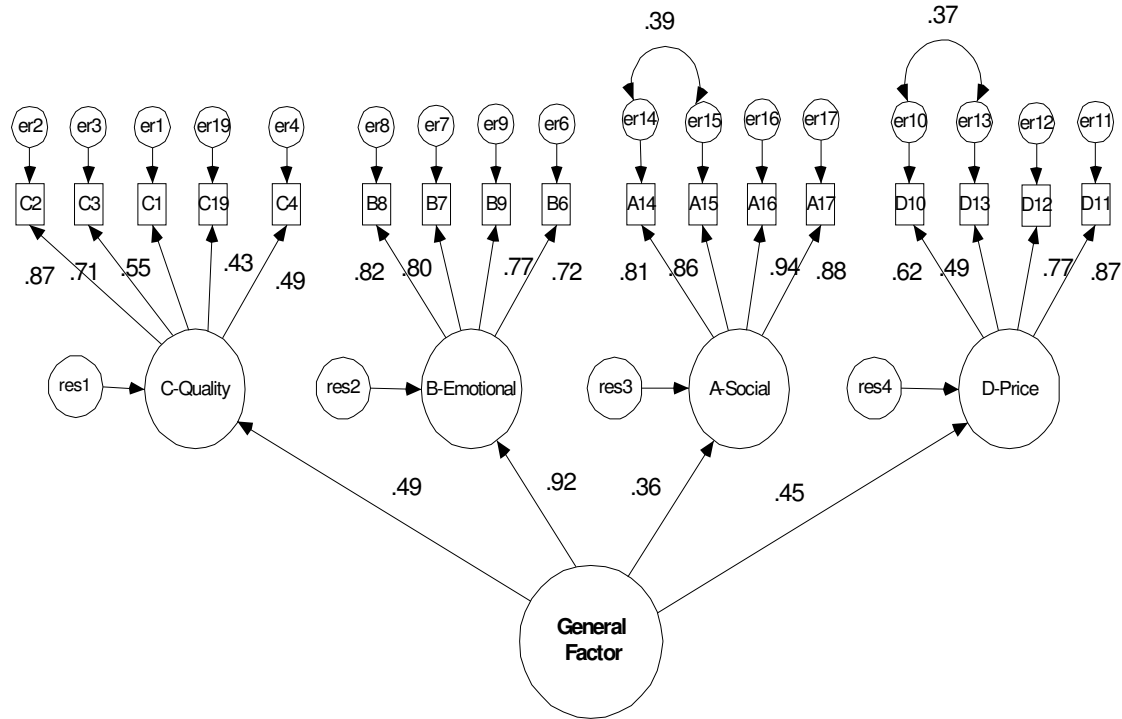 .39 .37
er2 er3 er1 er19 er4 er8 er7 er9 er6 er14 er15 er16 er17 er10 er13 er12 er11
C2 C3 C1 C19 C4 B8 B7 B9 B6 A14 A15 A16 A17 D10 D13 D12 D11
.87 .71 .55 .43 .49 .82 .80 .77 .72 .81 .86 .94 .88 .62 .49 .77 .87
res1 C-Quality res2 B-Emotional res3 A-Social res4 D-Price
.49 .92 .36 .45
General
Factor